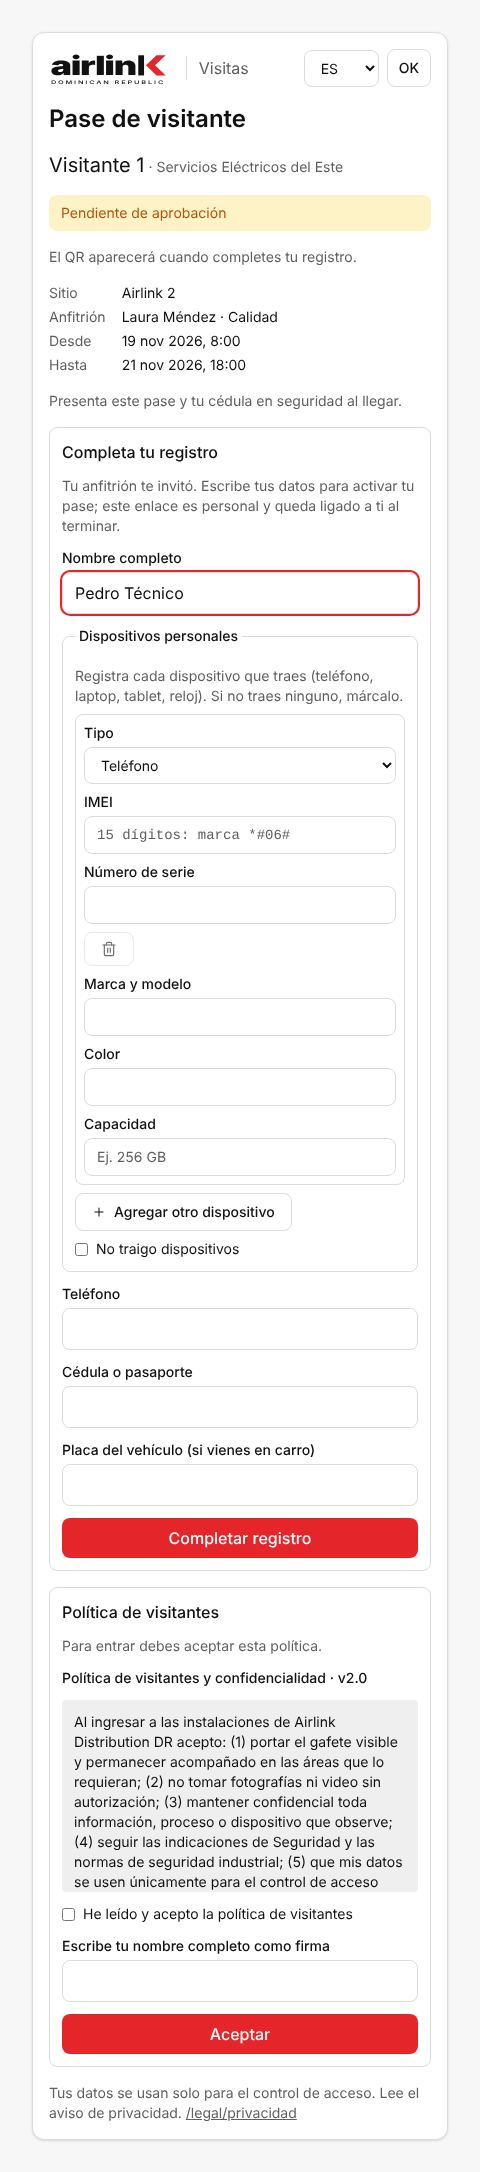 airlink
DOMINICAN REPUBLIC
Visitas
ES
OK
Pase de visitante
Visitante 1 · Servicios Eléctricos del Este
Pendiente de aprobación
El QR aparecerá cuando completes tu registro.
Sitio Airlink 2
Anfitrión Laura Méndez · Calidad
Desde 19 nov 2026, 8:00
Hasta 21 nov 2026, 18:00
Presenta este pase y tu cédula en seguridad al llegar.
Completa tu registro
Tu anfitrión te invitó. Escribe tus datos para activar tu
pase; este enlace es personal y queda ligado a ti al
terminar.
Nombre completo
Pedro Técnico
Dispositivos personales
Registra cada dispositivo que traes (teléfono,
laptop, tablet, reloj). Si no traes ninguno, márcalo.
Tipo
Teléfono
IMEI
15 dígitos: marca *#06#
Número de serie
Marca y modelo
Color
Capacidad
Ej. 256 GB
+ Agregar otro dispositivo
No traigo dispositivos
Teléfono
Cédula o pasaporte
Placa del vehículo (si vienes en carro)
Completar registro
Política de visitantes
Para entrar debes aceptar esta política.
Política de visitantes y confidencialidad · v2.0
Al ingresar a las instalaciones de Airlink
Distribution DR acepto: (1) portar el gafete visible
y permanecer acompañado en las áreas que lo
requieran; (2) no tomar fotografías ni video sin
autorización; (3) mantener confidencial toda
información, proceso o dispositivo que observe;
(4) seguir las indicaciones de Seguridad y las
normas de seguridad industrial; (5) que mis datos
se usen únicamente para el control de acceso
He leído y acepto la política de visitantes
Escribe tu nombre completo como firma
Aceptar
Tus datos se usan solo para el control de acceso. Lee el
aviso de privacidad. /legal/privacidad